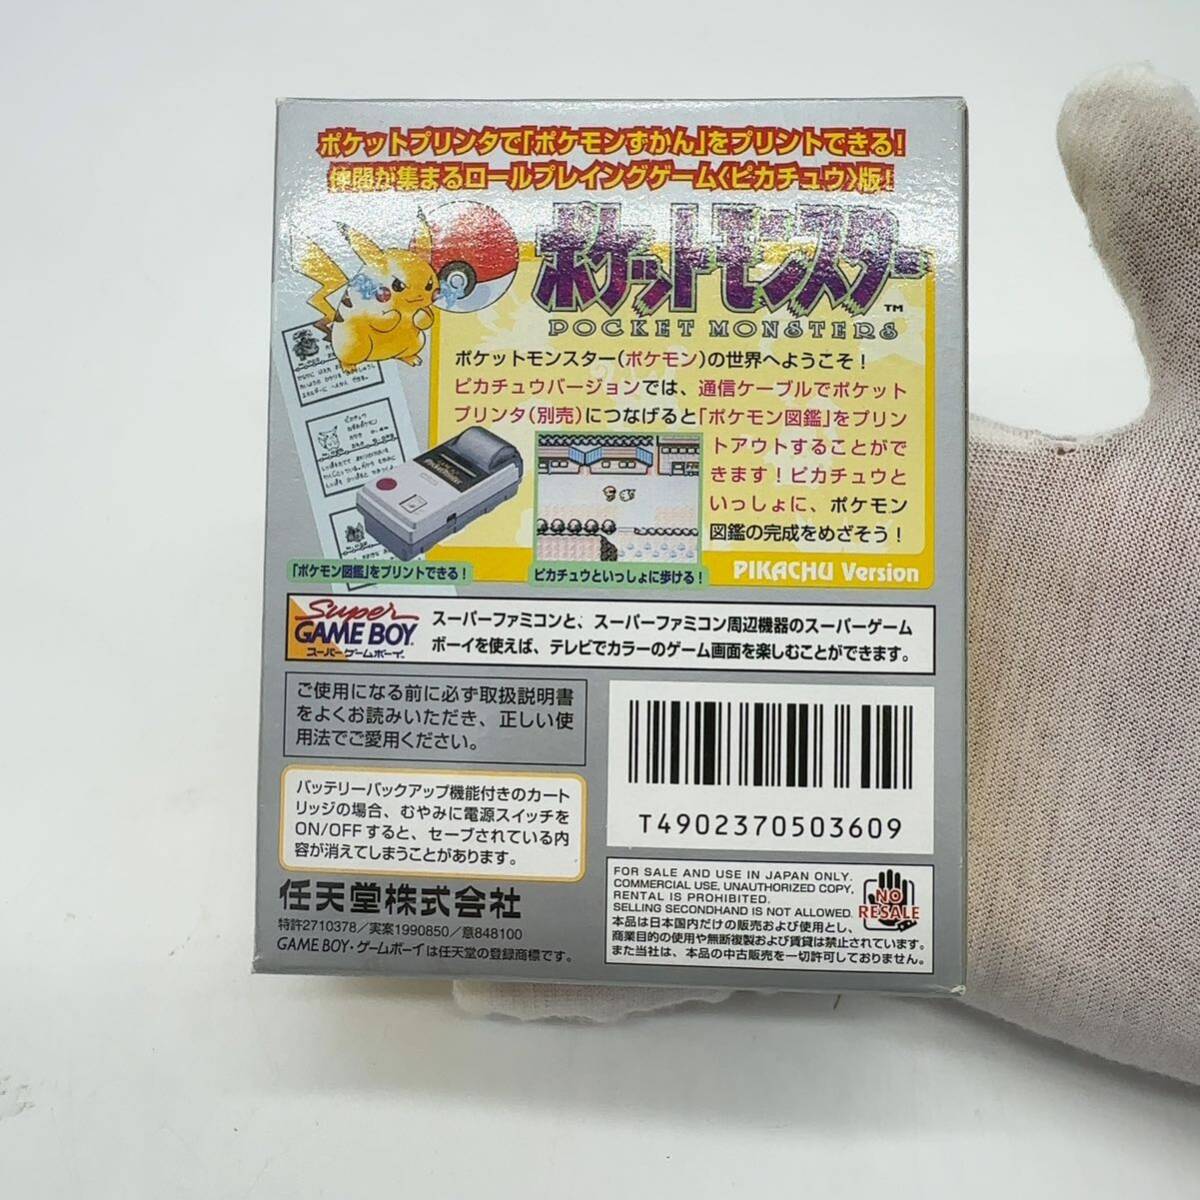 ポケットプリンタで「ポケモンずかん」をプリントできる!
仲間が集まるロールプレイングゲーム〈ピカチュウ〉版!
ポケットモンスター
TM
POCKET MONSTERS
ポケットモンスター(ポケモン)の世界へようこそ!
ピカチュウバージョンでは、通信ケーブルでポケット
プリンタ(別売)につなげると「ポケモン図鑑」をプリン
トアウトすることがで
きます!ピカチュウと
いっしょに、ポケモン
図鑑の完成をめざそう!
「ポケモン図鑑」をプリントできる!
ピカチュウといっしょに歩ける!
PIKACHU Version
Super
GAME BOY
スーパーゲームボーイ
スーパーファミコンと、スーパーファミコン周辺機器のスーパーゲーム
ボーイを使えば、テレビでカラーのゲーム画面を楽しむことができます。
ご使用になる前に必ず取扱説明書
をよくお読みいただき、正しい使
用法でご愛用ください。
バッテリーバックアップ機能付きのカート
リッジの場合、むやみに電源スイッチを
ON/OFFすると、セーブされている内
容が消えてしまうことがあります。
T4902370503609
任天堂株式会社
特許2710378/実案1990850/意848100
GAME BOY・ゲームボーイは任天堂の登録商標です。
FOR SALE AND USE IN JAPAN ONLY.
COMMERCIAL USE, UNAUTHORIZED COPY,
RENTAL IS PROHIBITED.
SELLING SECONDHAND IS NOT ALLOWED.
NO
RESALE
本品は日本国内だけの販売および使用とし、
商業目的の使用や無断複製および賃貸は禁止されています。
また当社は、本品の中古販売を一切許可しておりません。